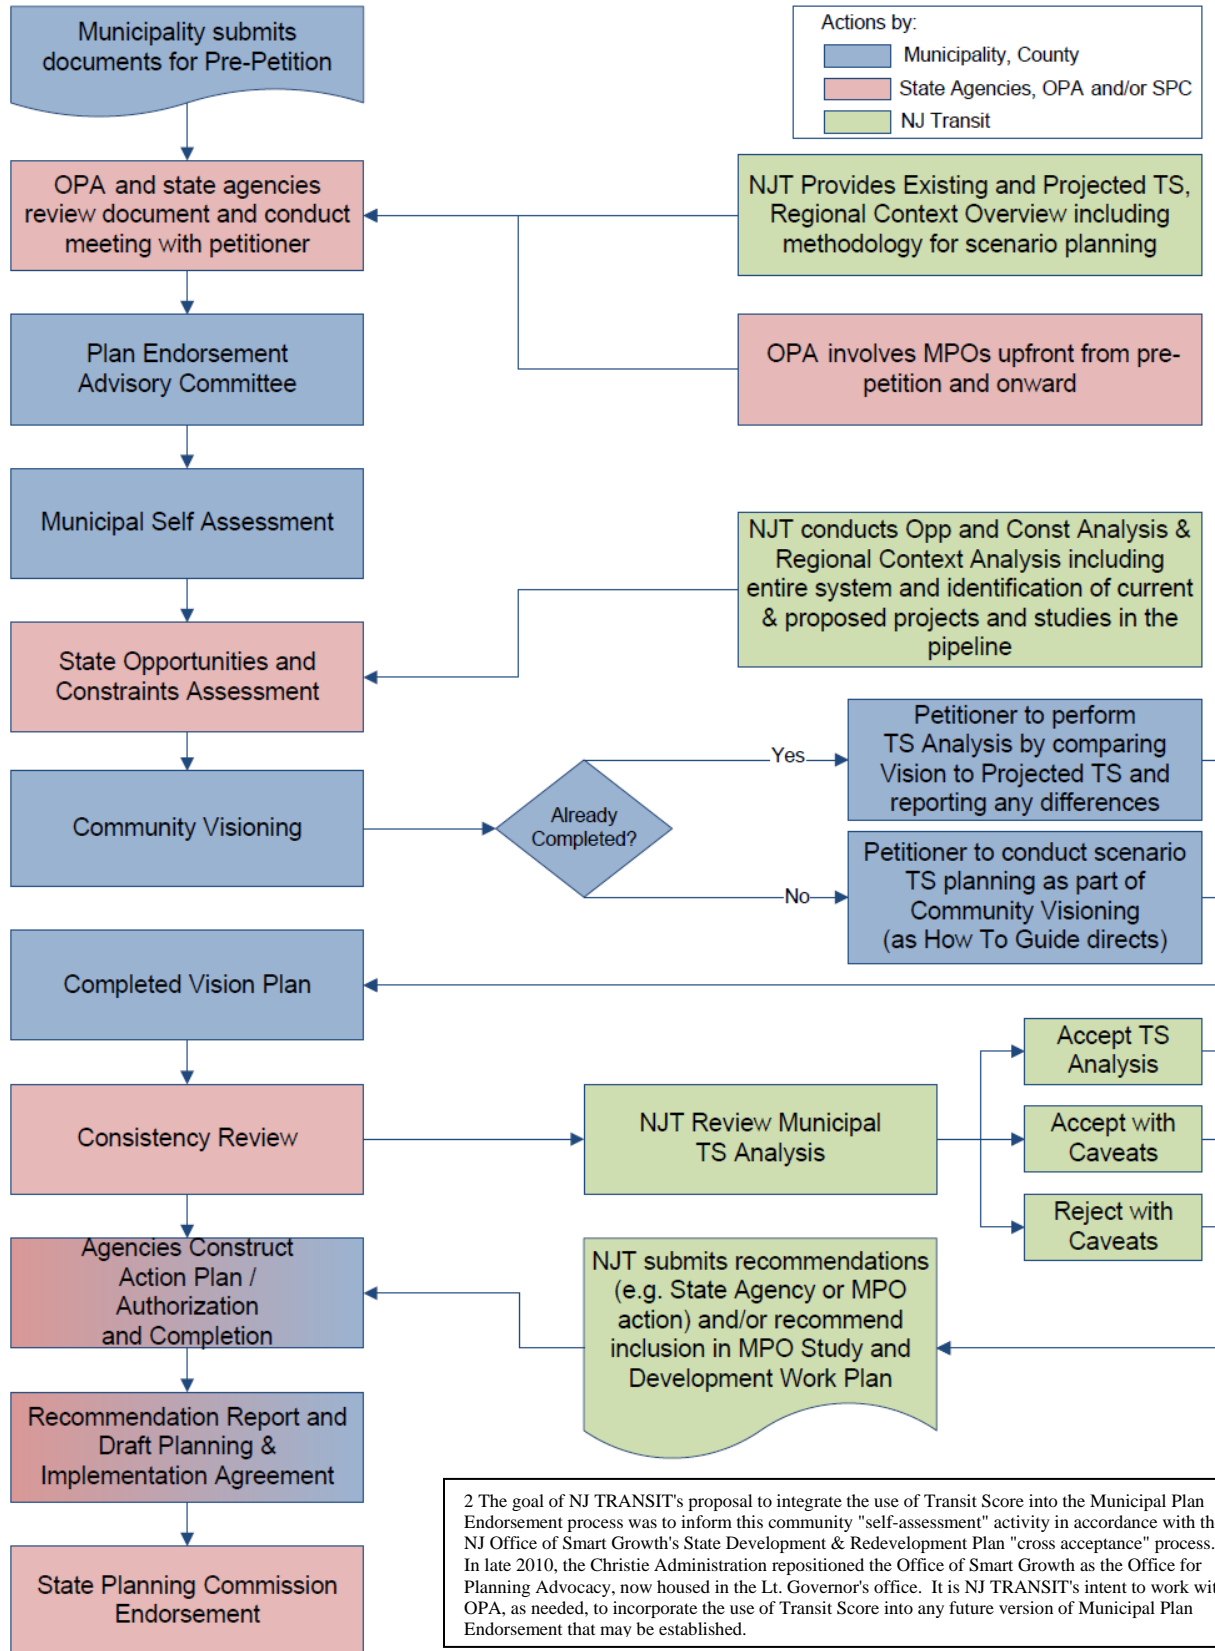 Municipality submits
documents for Pre-Petition
Actions by:
Municipality, County
State Agencies, OPA and/or SPC
NJ Transit
OPA and state agencies
review document and conduct
meeting with petitioner
NJT Provides Existing and Projected TS,
Regional Context Overview including
methodology for scenario planning
Plan Endorsement
Advisory Committee
OPA involves MPOs upfront from pre-
petition and onward
Municipal Self Assessment
NJT conducts Opp and Const Analysis &
Regional Context Analysis including
entire system and identification of current
& proposed projects and studies in the
pipeline
State Opportunities and
Constraints Assessment
Community Visioning
Already
Completed?
Yes
Petitioner to perform
TS Analysis by comparing
Vision to Projected TS and
reporting any differences
No
Petitioner to conduct scenario
TS planning as part of
Community Visioning
(as How To Guide directs)
Completed Vision Plan
Consistency Review
NJT Review Municipal
TS Analysis
Accept TS
Analysis
Accept with
Caveats
Reject with
Caveats
Agencies Construct
Action Plan /
Authorization
and Completion
NJT submits recommendations
(e.g. State Agency or MPO
action) and/or recommend
inclusion in MPO Study and
Development Work Plan
Recommendation Report and
Draft Planning &
Implementation Agreement
State Planning Commission
Endorsement
2 The goal of NJ TRANSIT's proposal to integrate the use of Transit Score into the Municipal Plan
Endorsement process was to inform this community "self-assessment" activity in accordance with th
NJ Office of Smart Growth's State Development & Redevelopment Plan "cross acceptance" process.
In late 2010, the Christie Administration repositioned the Office of Smart Growth as the Office for
Planning Advocacy, now housed in the Lt. Governor's office. It is NJ TRANSIT's intent to work wit
OPA, as needed, to incorporate the use of Transit Score into any future version of Municipal Plan
Endorsement that may be established.